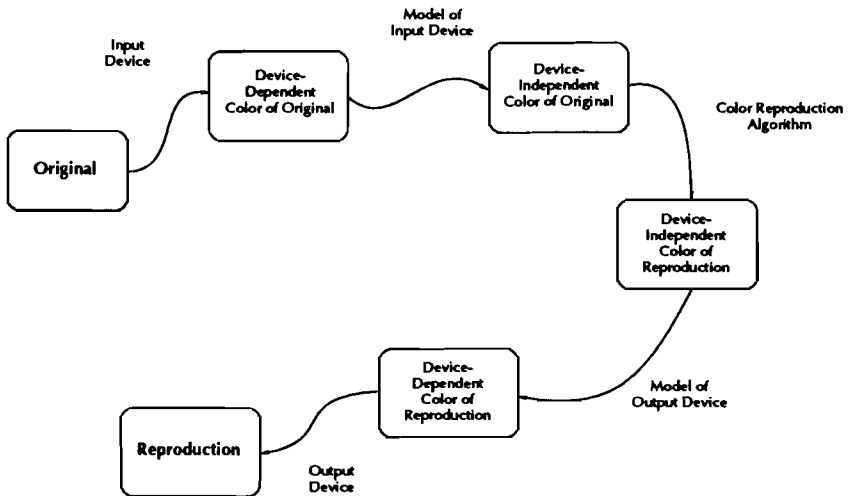 Input
Device
Model of
Input Device
Device-
Dependent
Color of Original
Device-
Independent
Color of Original
Color Reproduction
Algorithm
Original
Device-
Independent
Color of
Reproduction
Model of
Output Device
Device-
Dependent
Color of
Reproduction
Output
Device
Reproduction